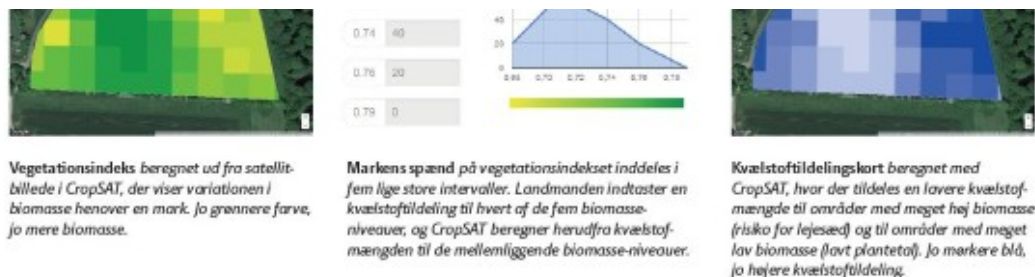 0.74 40
0.76 20
0.79 0
40
20
0
0,70 0,72 0,74 0,76
Vegetationsindeks beregnet ud fra satellit-
billede i CropSAT, der viser variationen i
biomasse henover en mark. Jo grønnere farve,
jo mere biomasse.
Markens spænd på vegetationsindekset inddeles i
fem lige store intervaller. Landmanden indtaster en
kvælstoftildeling til hvert af de fem biomasse-
niveauer, og CropSAT beregner herudfra kvælstof-
mængden til de mellemliggende biomasse-niveauer.
Kvælstoftildelingskort beregnet med
CropSAT, hvor der tildeles en lavere kvælstof-
mængde til områder med meget høj biomasse
(risiko for lejesæd) og til områder med meget
lav biomasse (lavt plantetal). Jo mørkere blå,
jo højere kvælstoftildeling.